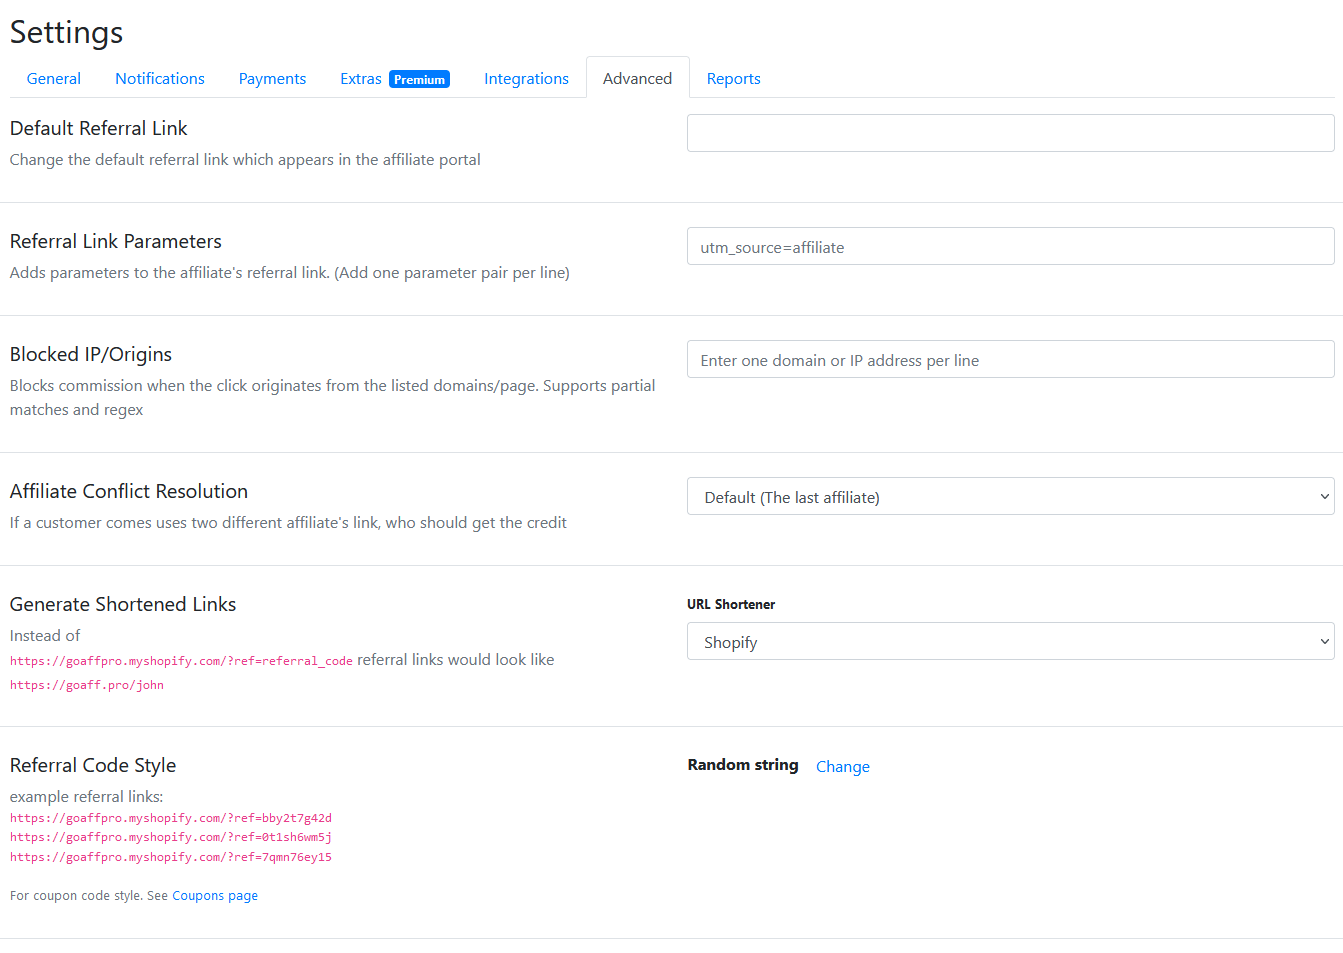 Settings
General Notifications Payments Extras Premium Integrations Advanced Reports
Default Referral Link
Change the default referral link which appears in the affiliate portal
Referral Link Parameters
utm_source=affiliate
Adds parameters to the affiliate's referral link. (Add one parameter pair per line)
Blocked IP/Origins
Enter one domain or IP address per line
Blocks commission when the click originates from the listed domains/page. Supports partial
matches and regex
Affiliate Conflict Resolution
Default (The last affiliate)
If a customer comes uses two different affiliate's link, who should get the credit
Generate Shortened Links
URL Shortener
Instead of
Shopify
https://goaffpro.myshopify.com/?ref=referral_code referral links would look like
https://goaff.pro/john
Referral Code Style
Random string Change
example referral links:
https://goaffpro.myshopify.com/?ref=bby2t7g42d
https://goaffpro.myshopify.com/?ref=0t1sh6wm5j
https://goaffpro.myshopify.com/?ref=7qmn76ey15
For coupon code style. See Coupons page